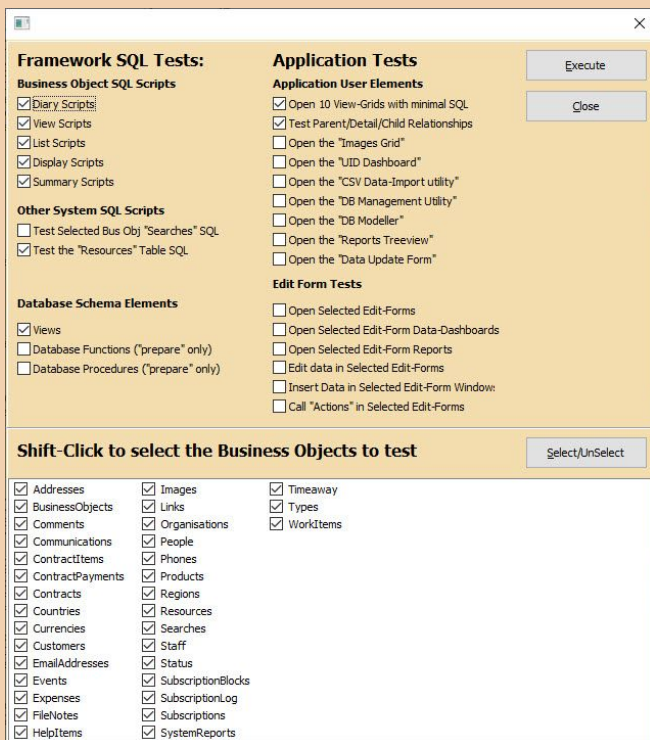 Framework SQL Tests:
Business Object SQL Scripts
Diary Scripts
View Scripts
List Scripts
Display Scripts
Summary Scripts
Other System SQL Scripts
Test Selected Bus Obj "Searches" SQL
Test the "Resources" Table SQL
Database Schema Elements
Views
Database Functions ("prepare" only)
Database Procedures ("prepare" only)
Application Tests
Application User Elements
Open 10 View-Grids with minimal SQL
Test Parent/Detail/Child Relationships
Open the "Images Grid"
Open the "UID Dashboard"
Open the "CSV Data-Import utility"
Open the "DB Management Utility"
Open the "DB Modeller"
Open the "Reports Treeview"
Open the "Data Update Form"
Edit Form Tests
Open Selected Edit-Forms
Open Selected Edit-Form Data-Dashboards
Open Selected Edit-Form Reports
Edit data in Selected Edit-Forms
Insert Data in Selected Edit-Form Window:
Call "Actions" in Selected Edit-Forms
Execute
Close
Shift-Click to select the Business Objects to test
Select/UnSelect
Addresses
BusinessObjects
Comments
Communications
ContractItems
ContractPayments
Contracts
Countries
Currencies
Customers
EmailAddresses
Events
Expenses
FileNotes
HelpItems
Images
Links
Organisations
People
Phones
Products
Regions
Resources
Searches
Staff
Status
SubscriptionBlocks
SubscriptionLog
Subscriptions
SystemReports
Timeaway
Types
WorkItems